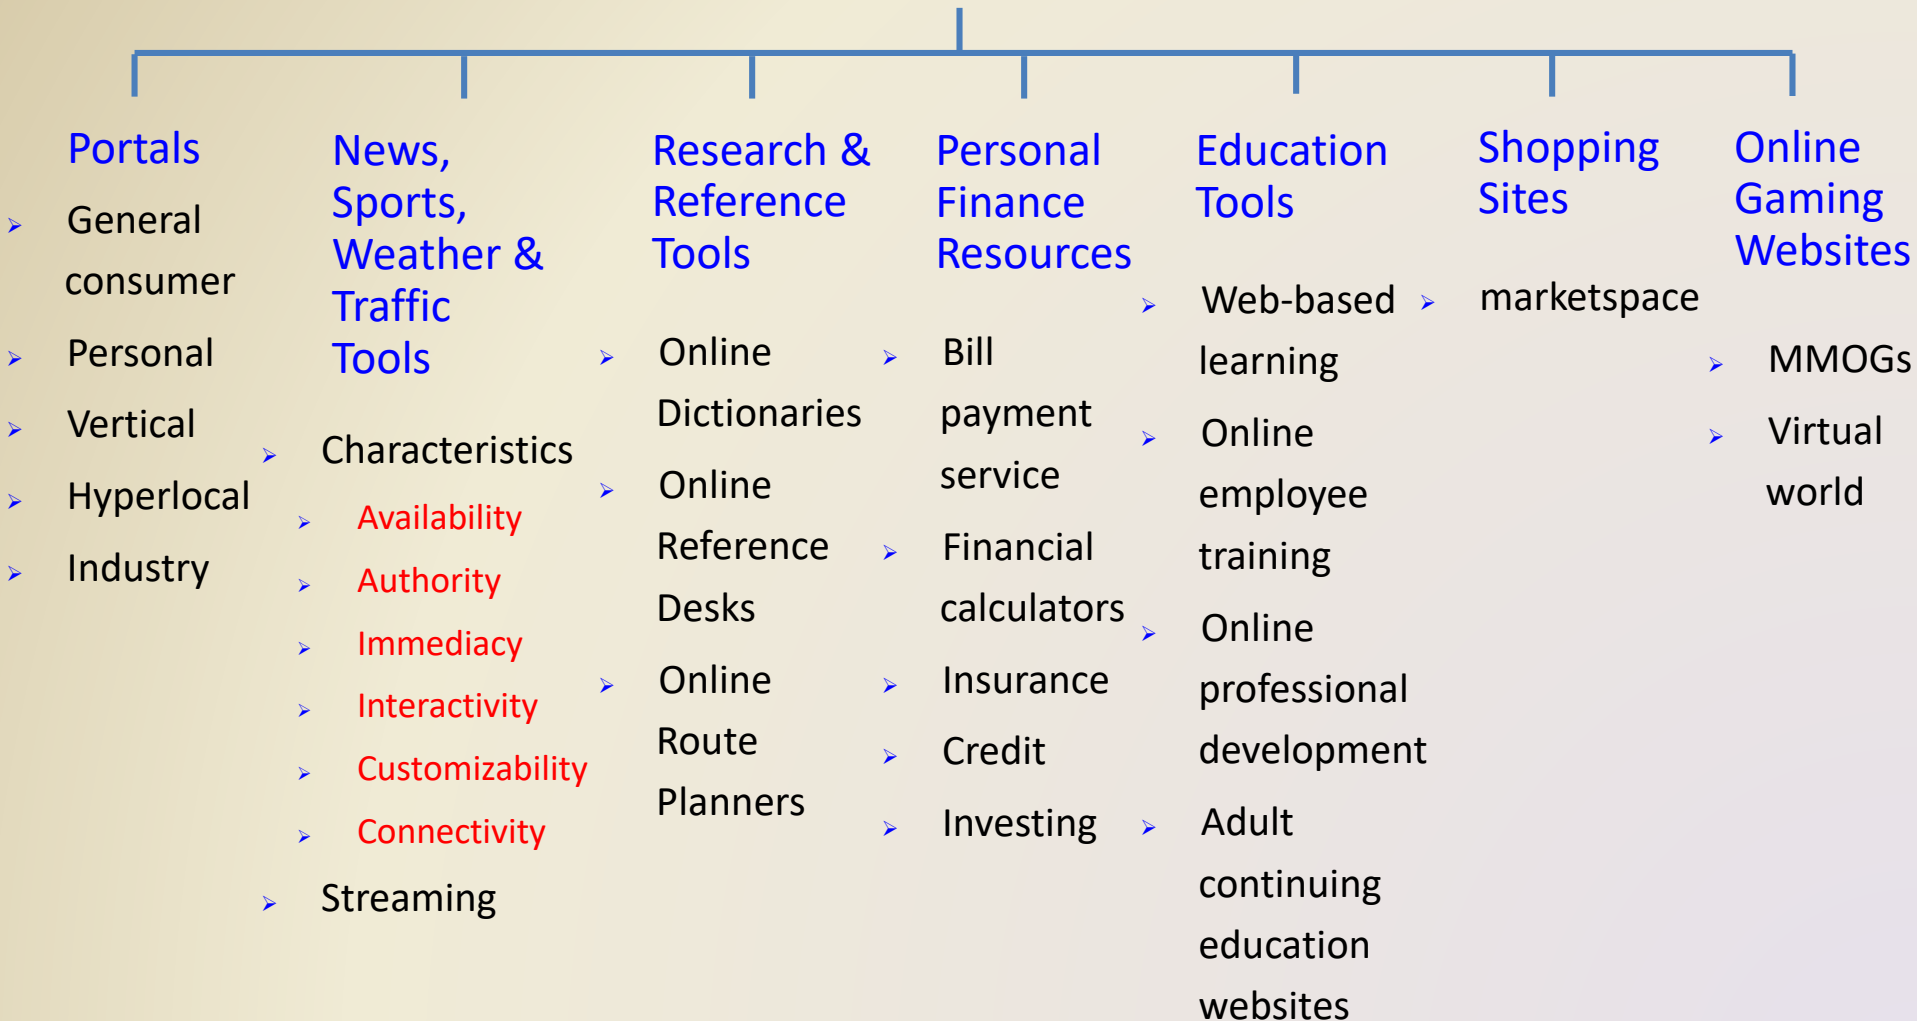 Portals
General
consumer
Personal
Vertical
Hyperlocal
Industry
News,
Sports,
Weather &
Traffic
Tools
Characteristics
Availability
Authority
Immediacy
Interactivity
Customizability
Connectivity
Streaming
Research &
Reference
Tools
Online
Dictionaries
Online
Reference
Desks
Online
Route
Planners
Personal
Finance
Resources
Bill
payment
service
Financial
calculators
Insurance
Credit
Investing
Education
Tools
Web-based
learning
Online
employee
training
Online
professional
development
Adult
continuing
education
websites
Shopping
Sites
marketspace
Online
Gaming
Websites
MMOGs
Virtual
world